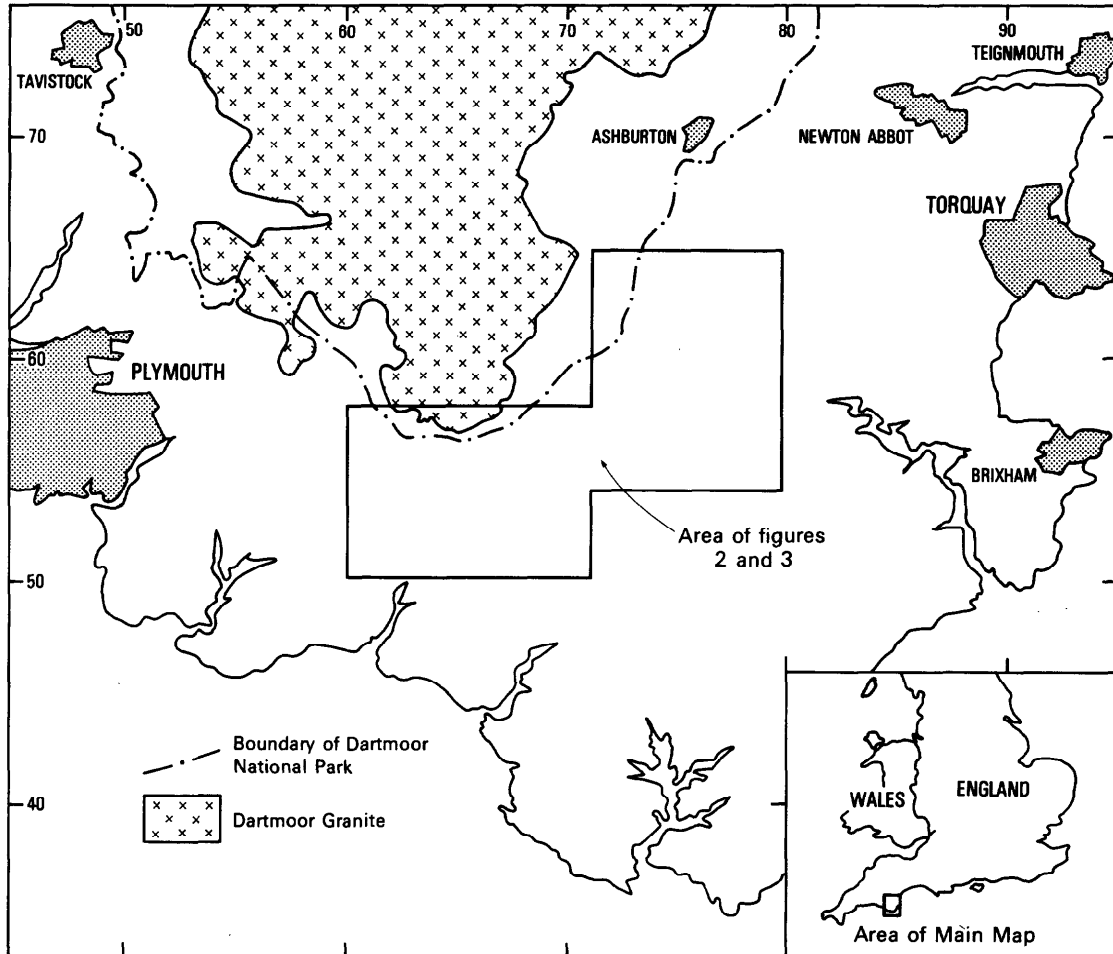 50
60
70
80
90
TAVISTOCK
TEIGNMOUTH
70
ASHBURTON
NEWTON ABBOT
TORQUAY
60
PLYMOUTH
BRIXHAM
Area of figures
2 and 3
50
Boundary of Dartmoor
National Park
40
Dartmoor Granite
WALES
ENGLAND
Area of Main Map